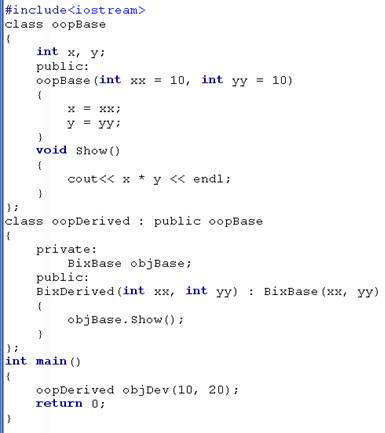 #include<iostream>
class oopBase
{
    int x, y;
    public:
    oopBase(int xx = 10, int yy = 10)
    {
        x = xx;
        y = yy;
    }
    void Show()
    {
        cout<< x * y << endl;
    }
};
class oopDerived : public oopBase
{
    private:
        BixBase objBase;
    public:
    BixDerived(int xx, int yy) : BixBase(xx, yy)
    {
        objBase.Show();
    }
};
int main()
{
    oopDerived objDev(10, 20);
    return 0;
}